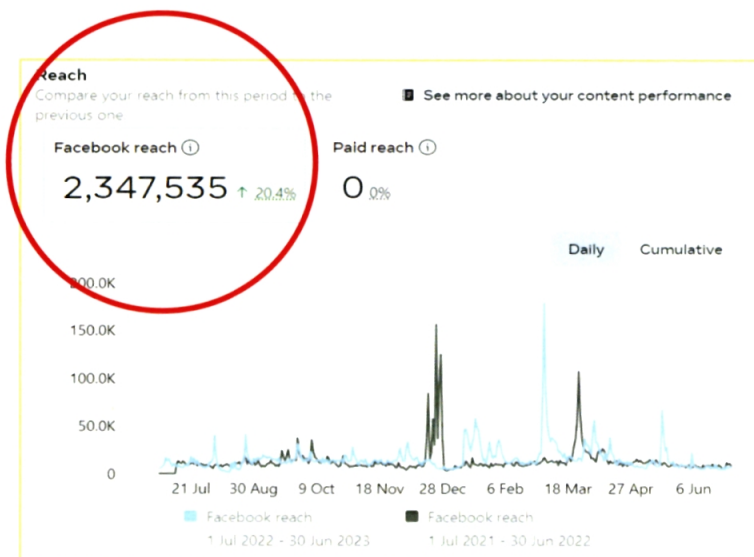 Reach
Compare your reach from this period to the
previous one.
See more about your content performance
Facebook reach
Paid reach
2,347,535 ↑ 20.4%
0 0%
Daily
Cumulative
200.0K
150.0K
100.0K
50.0K
0
21 Jul 30 Aug 9 Oct 18 Nov 28 Dec 6 Feb 18 Mar 27 Apr 6 Jun
Facebook reach
1 Jul 2022 - 30 Jun 2023
Facebook reach
1 Jul 2021 - 30 Jun 2022